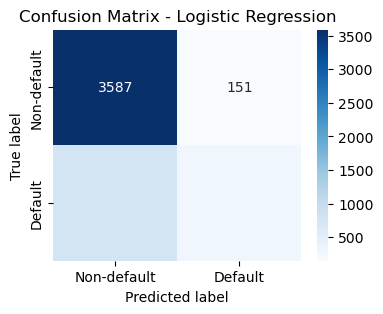 Confusion Matrix - Logistic Regression
3500
3000
2500
2000
1500
1000
500
True label
Non-default
Default
3587
151
Non-default
Default
Predicted label